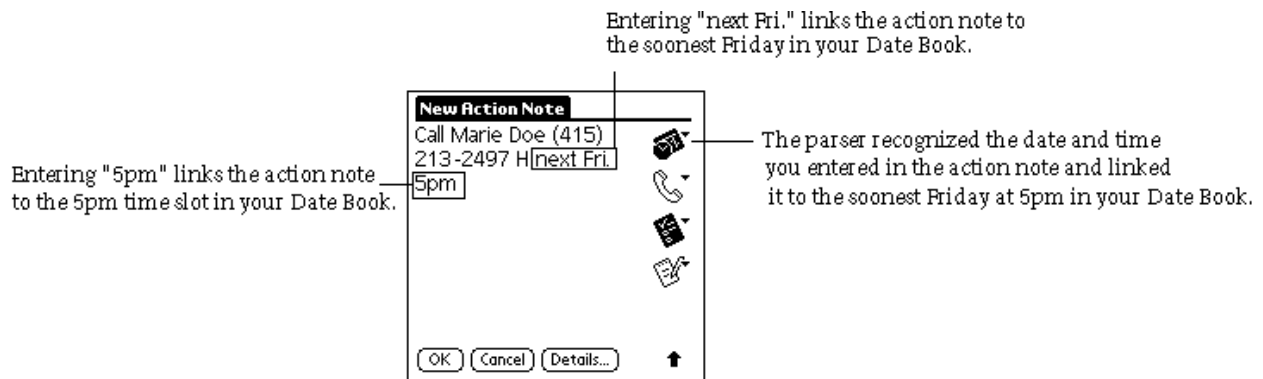 Entering "next Fri." links the action note to
the soonest Friday in your Date Book.
New Action Note
Call Marie Doe (415)
213-2497 H next Fri.
5pm
Entering "5pm" links the action note
to the 5pm time slot in your Date Book.
The parser recognized the date and time
you entered in the action note and linked
it to the soonest Friday at 5pm in your Date Book.
OK Cancel Details...